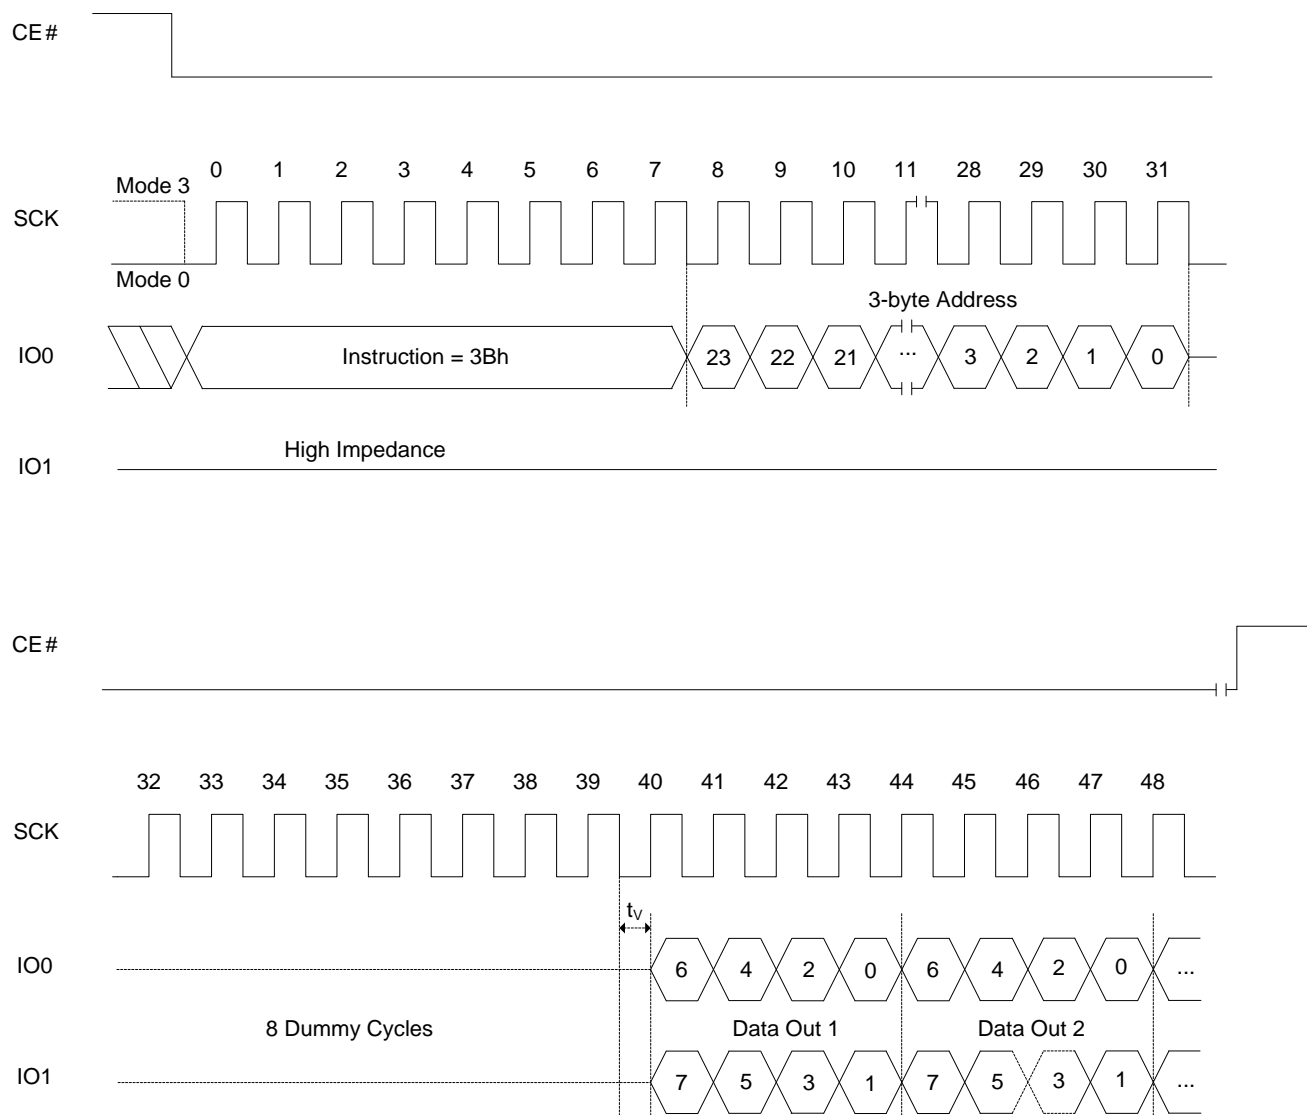 CE#
0 1 2 3 4 5 6 7 8 9 10 11 28 29 30 31
Mode 3
SCK
Mode 0
3-byte Address
IO0 Instruction = 3Bh 23 22 21 ... 3 2 1 0
High Impedance
IO1
CE#
32 33 34 35 36 37 38 39 40 41 42 43 44 45 46 47 48
SCK
tV
IO0 6 4 2 0 6 4 2 0 ...
8 Dummy Cycles Data Out 1 Data Out 2
IO1 7 5 3 1 7 5 3 1 ...